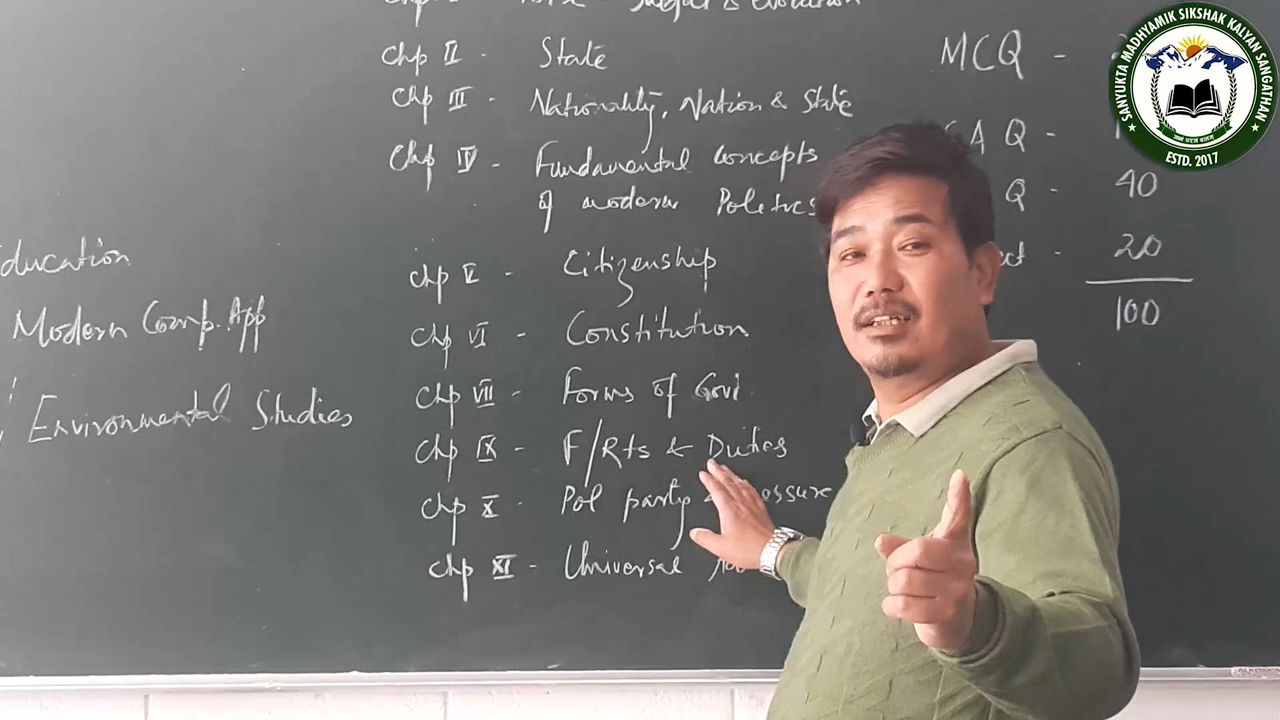 Chp II - State
Chp III - Nationality, Nation & State
Chp IV - Fundamental Concepts
of modern Politics
Chp V - Citizenship
Chp VI - Constitution
Chp VII - Forms of Govt.
Chp IX - F/Rts & Duties
Chp X - Pol party
Chp XI - Universal
Education
Modern Comp. App
Environmental Studies
MCQ -
A Q -
Q - 40
- 20
100
SANYUKTA MADHYAMIK SIKSHAK KALYAN SANGATHAN
ESTD. 2017